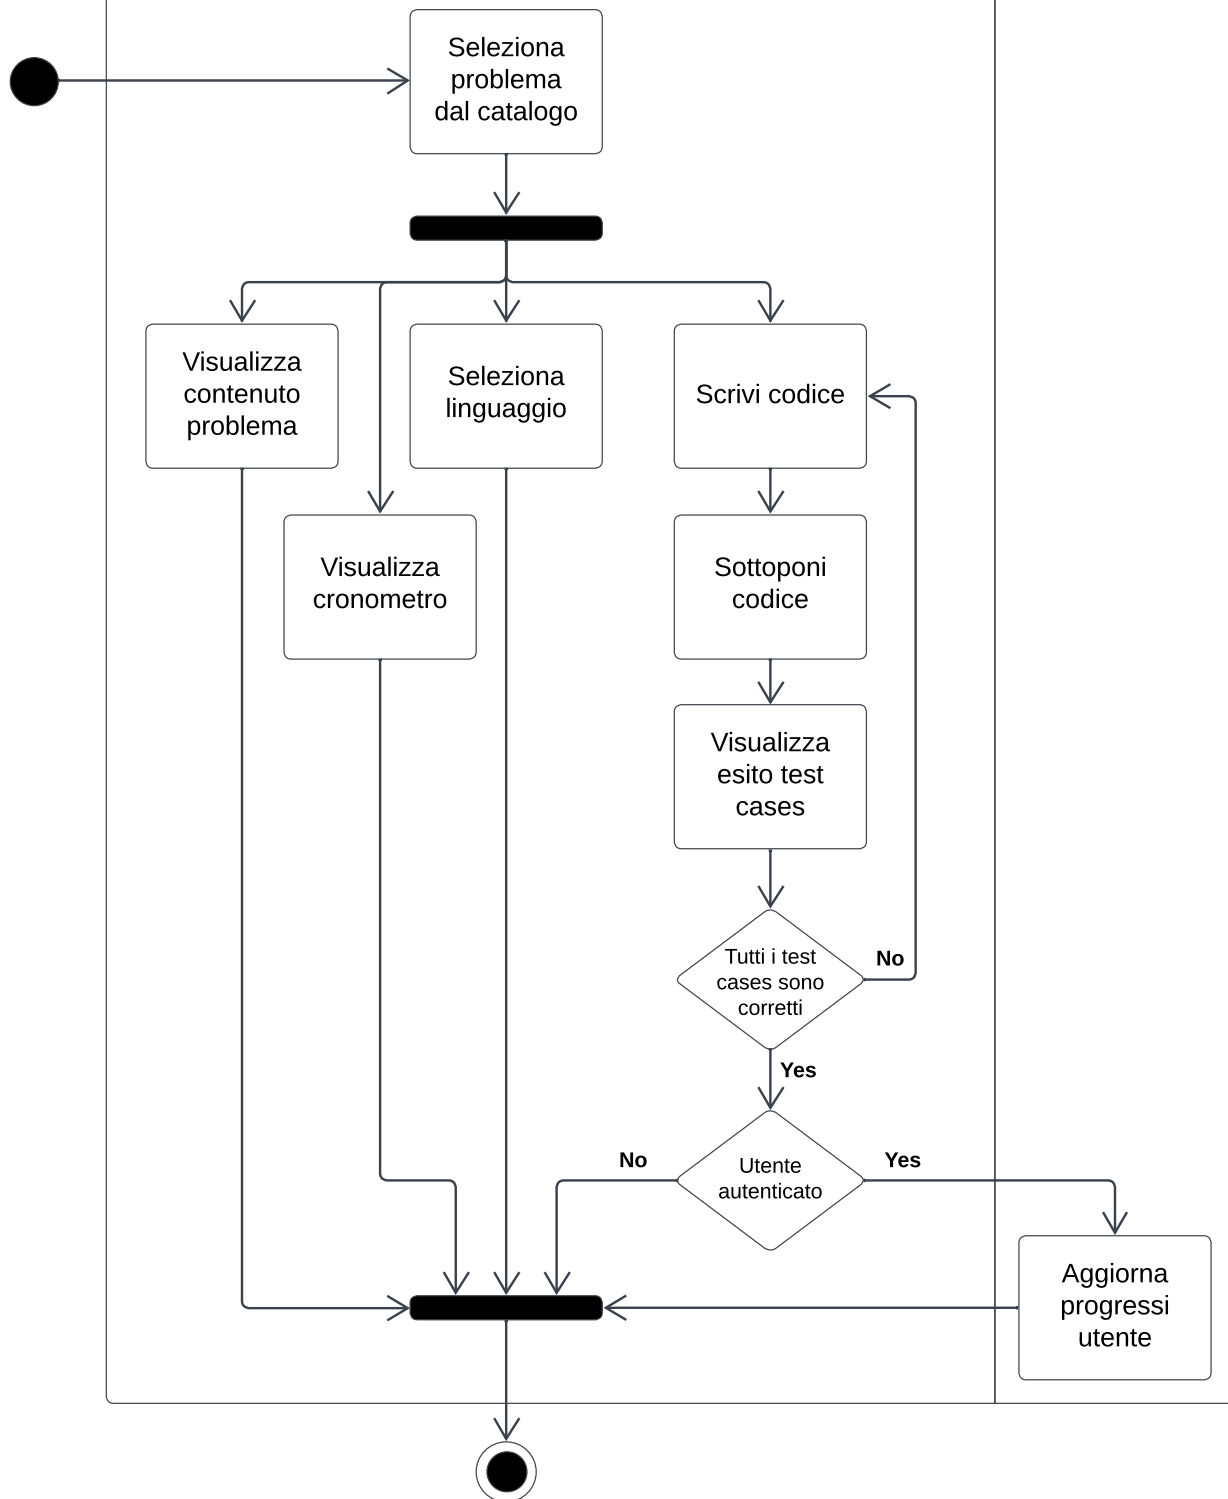 Seleziona
problema
dal catalogo
Visualizza
contenuto
problema
Seleziona
linguaggio
Scrivi codice
Visualizza
cronometro
Sottoponi
codice
Visualizza
esito test
cases
Tutti i test
cases sono
corretti
No
Yes
Utente
autenticato
No
Yes
Aggiorna
progressi
utente